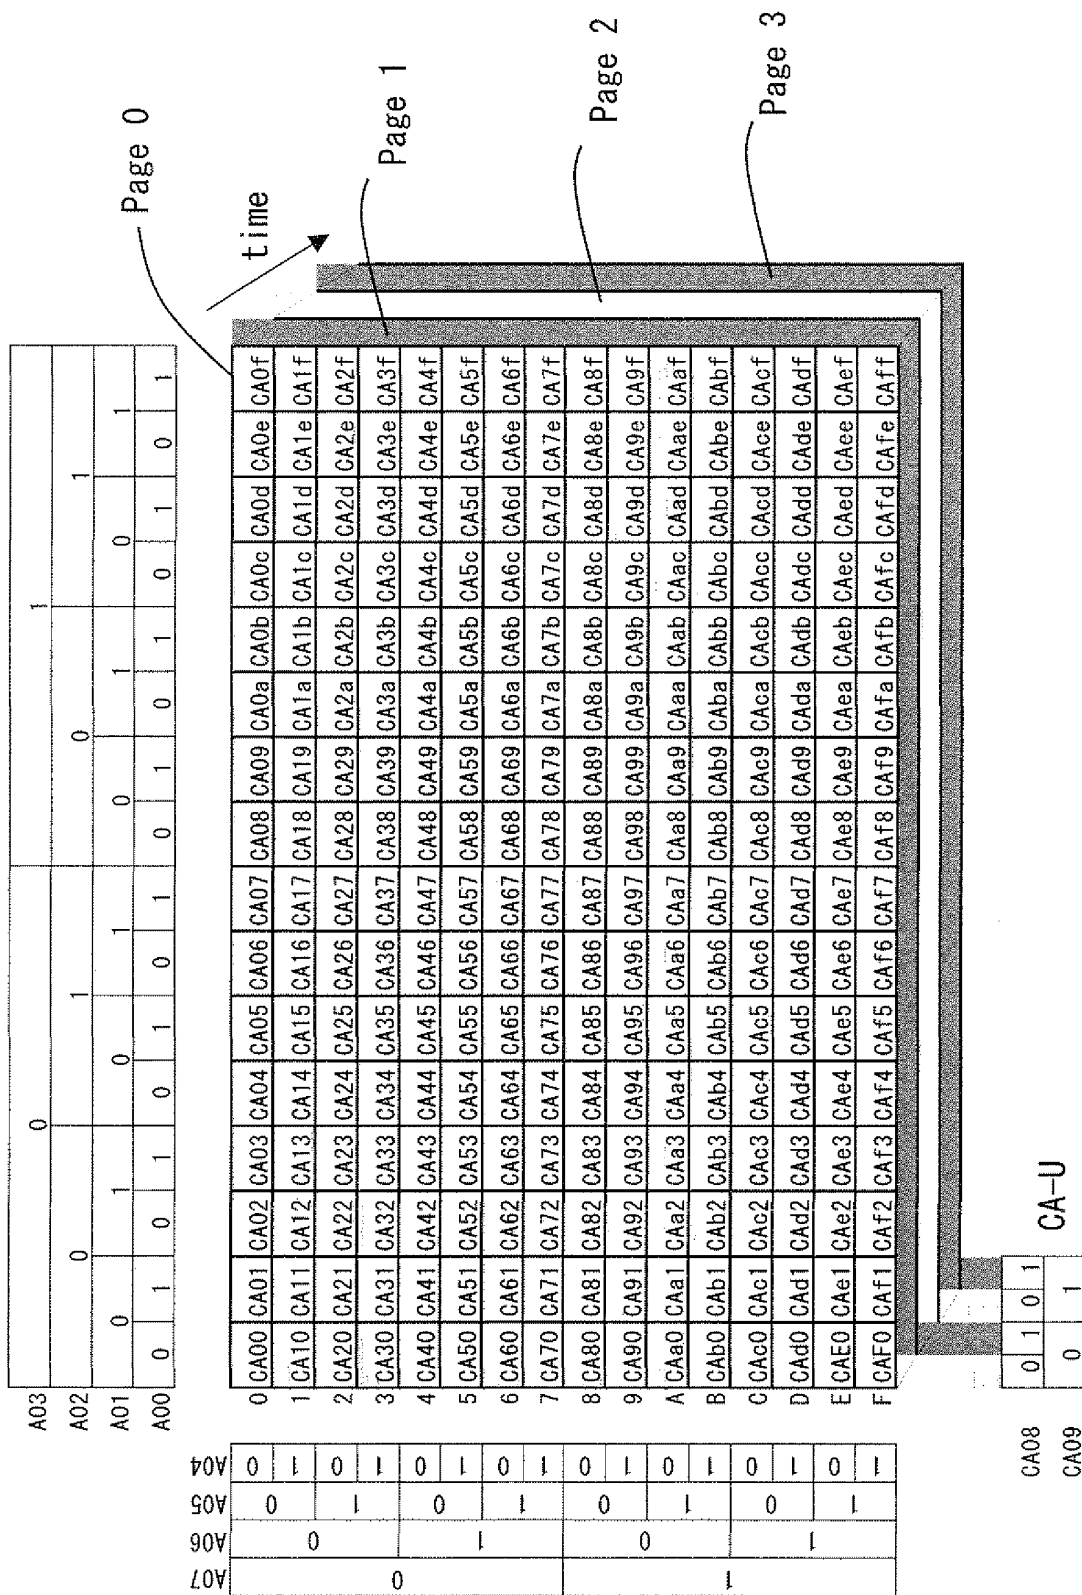 A03 0 1
A02 0 1 0 1
A01 0 1 0 1 0 1 0 1
A00 0 1 0 1 0 1 0 1 0 1 0 1 0 1 0 1
Page 0
time
Page 1
Page 2
Page 3
A07 0 1
A06 0 1 0 1
A05 0 1 0 1 0 1 0 1
A04 0 1 0 1 0 1 0 1 0 1 0 1 0 1 0 1
0 CA00 CA01 CA02 CA03 CA04 CA05 CA06 CA07 CA08 CA09 CA0a CA0b CA0c CA0d CA0e CA0f
1 CA10 CA11 CA12 CA13 CA14 CA15 CA16 CA17 CA18 CA19 CA1a CA1b CA1c CA1d CA1e CA1f
2 CA20 CA21 CA22 CA23 CA24 CA25 CA26 CA27 CA28 CA29 CA2a CA2b CA2c CA2d CA2e CA2f
3 CA30 CA31 CA32 CA33 CA34 CA35 CA36 CA37 CA38 CA39 CA3a CA3b CA3c CA3d CA3e CA3f
4 CA40 CA41 CA42 CA43 CA44 CA45 CA46 CA47 CA48 CA49 CA4a CA4b CA4c CA4d CA4e CA4f
5 CA50 CA51 CA52 CA53 CA54 CA55 CA56 CA57 CA58 CA59 CA5a CA5b CA5c CA5d CA5e CA5f
6 CA60 CA61 CA62 CA63 CA64 CA65 CA66 CA67 CA68 CA69 CA6a CA6b CA6c CA6d CA6e CA6f
7 CA70 CA71 CA72 CA73 CA74 CA75 CA76 CA77 CA78 CA79 CA7a CA7b CA7c CA7d CA7e CA7f
8 CA80 CA81 CA82 CA83 CA84 CA85 CA86 CA87 CA88 CA89 CA8a CA8b CA8c CA8d CA8e CA8f
9 CA90 CA91 CA92 CA93 CA94 CA95 CA96 CA97 CA98 CA99 CA9a CA9b CA9c CA9d CA9e CA9f
A CAa0 CAa1 CAa2 CAa3 CAa4 CAa5 CAa6 CAa7 CAa8 CAa9 CAaa CAab CAac CAad CAae CAaf
B CAb0 CAb1 CAb2 CAb3 CAb4 CAb5 CAb6 CAb7 CAb8 CAb9 CAba CAbb CAbc CAbd CAbe CAbf
C CAc0 CAc1 CAc2 CAc3 CAc4 CAc5 CAc6 CAc7 CAc8 CAc9 CAca CAcb CAcc CAcd CAce CAcf
D CAd0 CAd1 CAd2 CAd3 CAd4 CAd5 CAd6 CAd7 CAd8 CAd9 CAda CAdb CAdc CAdd CAde CAdf
E CAE0 CAe1 CAe2 CAe3 CAe4 CAe5 CAe6 CAe7 CAe8 CAe9 CAea CAeb CAec CAed CAee CAef
F CAF0 CAf1 CAf2 CAf3 CAf4 CAf5 CAf6 CAf7 CAf8 CAf9 CAfa CAfb CAfc CAfd CAfe CAff
CA08 0 1 0 1
CA09 0 1
CA-U